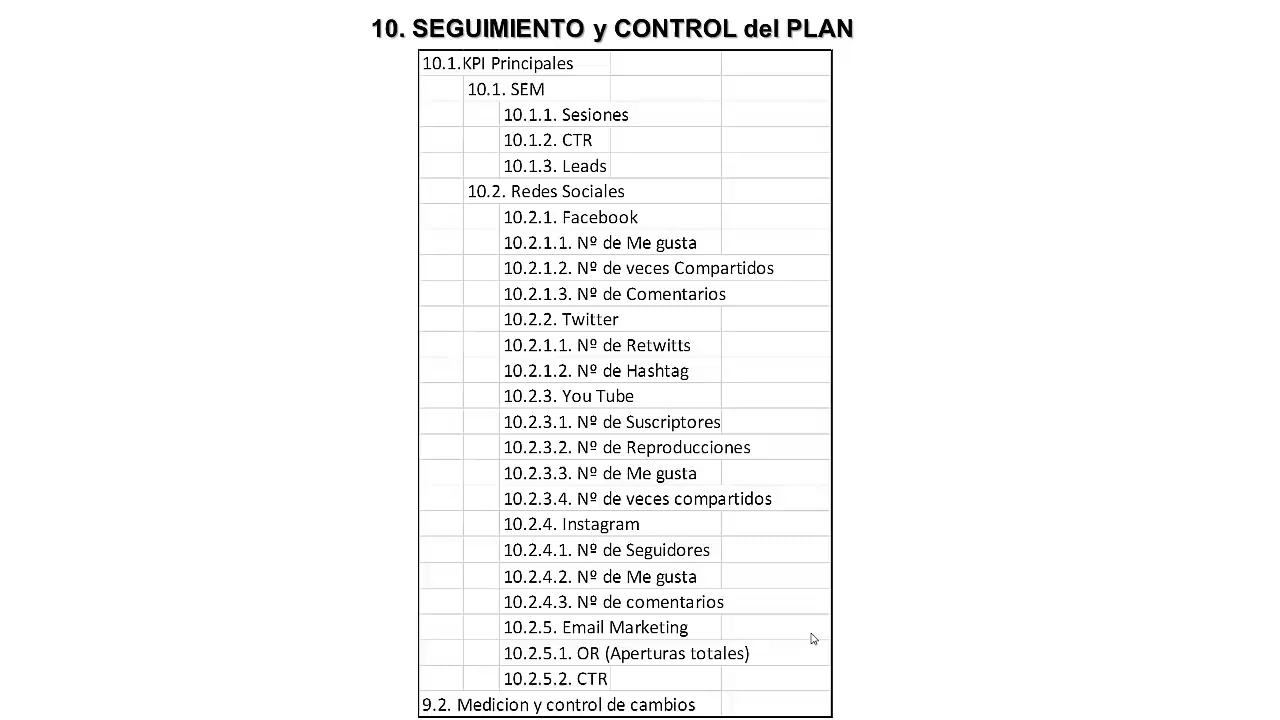 10. SEGUIMIENTO y CONTROL del PLAN
10.1.KPI Principales
10.1. SEM
10.1.1. Sesiones
10.1.2. CTR
10.1.3. Leads
10.2. Redes Sociales
10.2.1. Facebook
10.2.1.1. Nº de Me gusta
10.2.1.2. Nº de veces Compartidos
10.2.1.3. Nº de Comentarios
10.2.2. Twitter
10.2.1.1. Nº de Retwitts
10.2.1.2. Nº de Hashtag
10.2.3. You Tube
10.2.3.1. Nº de Suscriptores
10.2.3.2. Nº de Reproducciones
10.2.3.3. Nº de Me gusta
10.2.3.4. Nº de veces compartidos
10.2.4. Instagram
10.2.4.1. Nº de Seguidores
10.2.4.2. Nº de Me gusta
10.2.4.3. Nº de comentarios
10.2.5. Email Marketing
10.2.5.1. OR (Aperturas totales)
10.2.5.2. CTR
9.2. Medicion y control de cambios